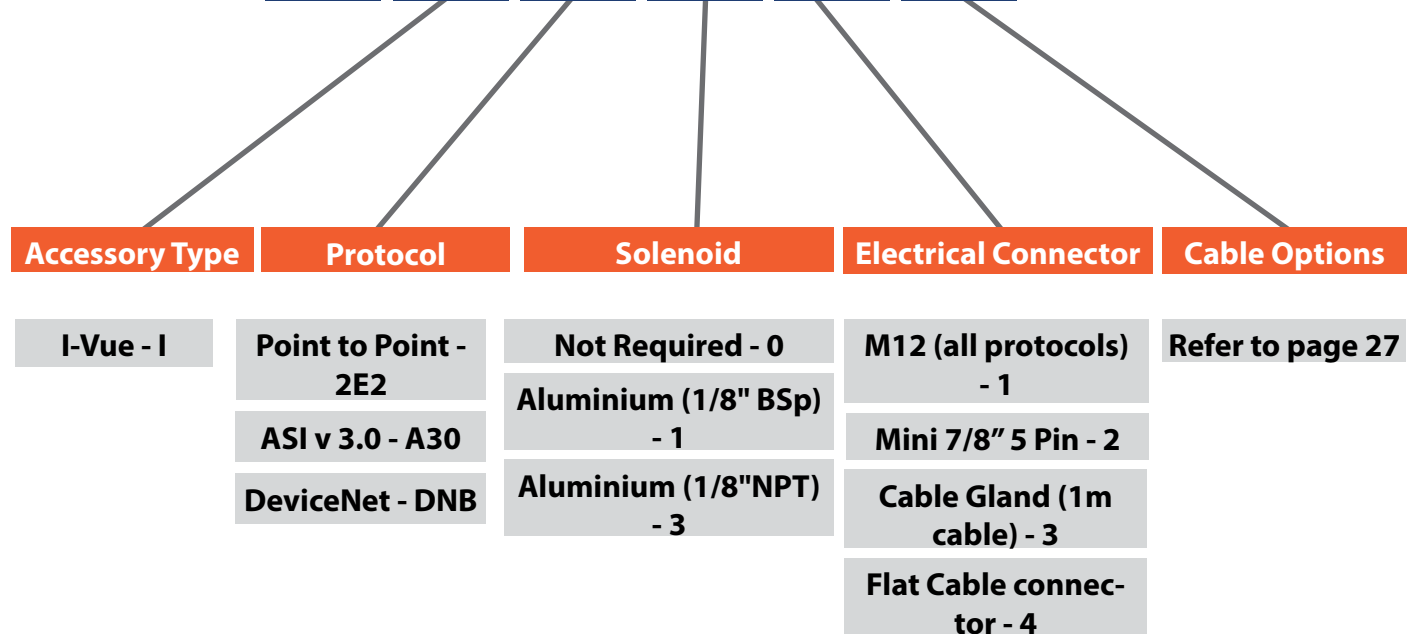 Accessory Type
Protocol
Solenoid
Electrical Connector
Cable Options
I-Vue - I
Point to Point -
2E2
ASI v 3.0 - A30
DeviceNet - DNB
Not Required - 0
Aluminium (1/8" BSp)
- 1
Aluminium (1/8"NPT)
- 3
M12 (all protocols)
- 1
Mini 7/8” 5 Pin - 2
Cable Gland (1m
cable) - 3
Flat Cable connec-
tor - 4
Refer to page 27